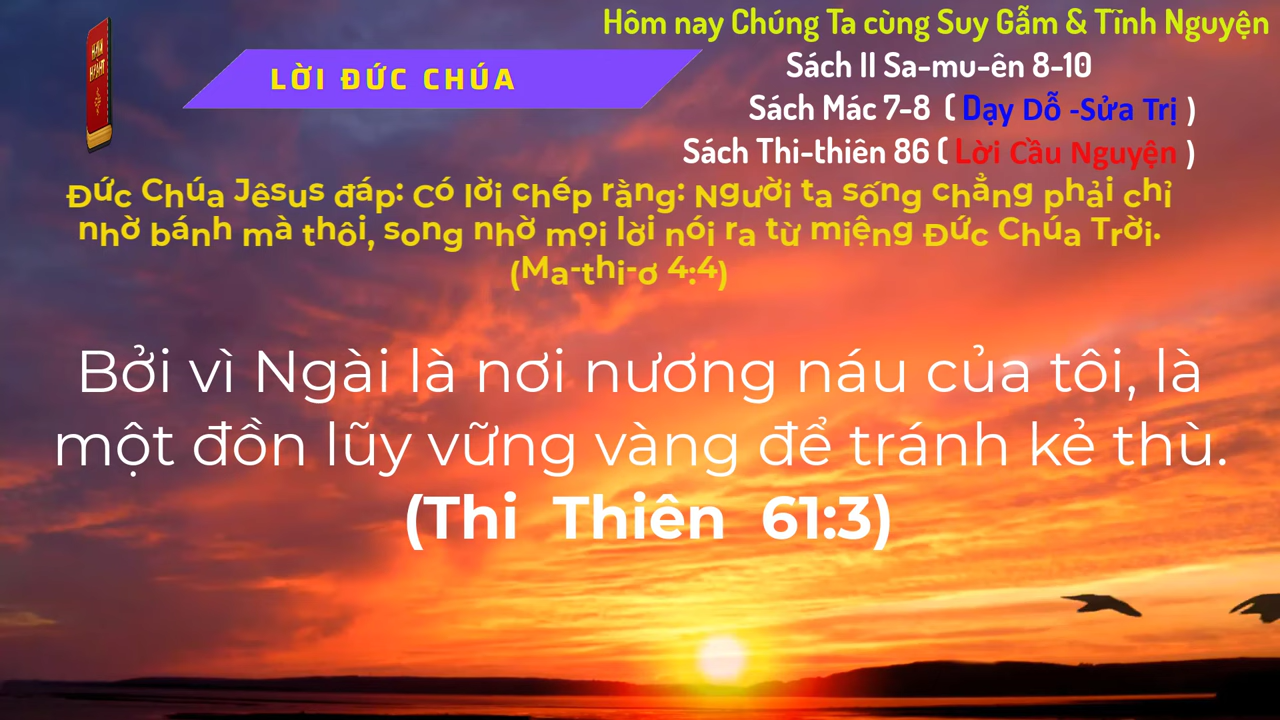 Hôm nay Chúng Ta cùng Suy Gẫm & Tĩnh Nguyện
LỜI ĐỨC CHÚA
Sách II Sa-mu-ên 8-10
Sách Mác 7-8 ( Dạy Dỗ -Sửa Trị )
Sách Thi-thiên 86 ( Lời Cầu Nguyện )
Đức Chúa Jêsus đáp: Có lời chép rằng: Người ta sống chẳng phải chỉ
nhờ bánh mà thôi, song nhờ mọi lời nói ra từ miệng Đức Chúa Trời.
(Ma-thi-ơ 4:4)
Bởi vì Ngài là nơi nương náu của tôi, là
một đồn lũy vững vàng để tránh kẻ thù.
(Thi Thiên 61:3)